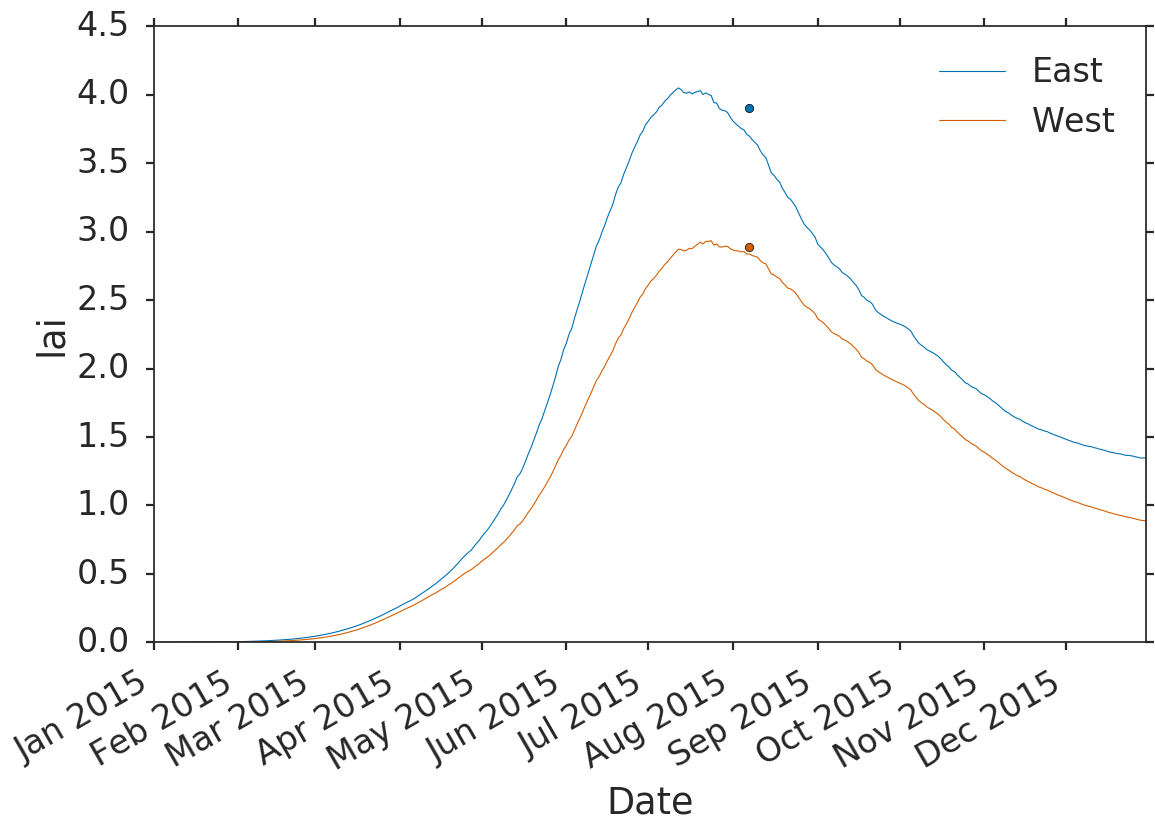 4.5
4.0
3.5
3.0
2.5
2.0
1.5
1.0
0.5
0.0
lai
East
West
Jan 2015
Feb 2015
Mar 2015
Apr 2015
May 2015
Jun 2015
Jul 2015
Aug 2015
Sep 2015
Oct 2015
Nov 2015
Dec 2015
Date